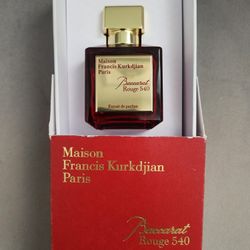 Maison
Francis Kurkdjian
Paris
Baccarat
Rouge 540
Extrait de parfum
Maison
Francis Kurkdjian
Paris
Baccarat
Rouge 540